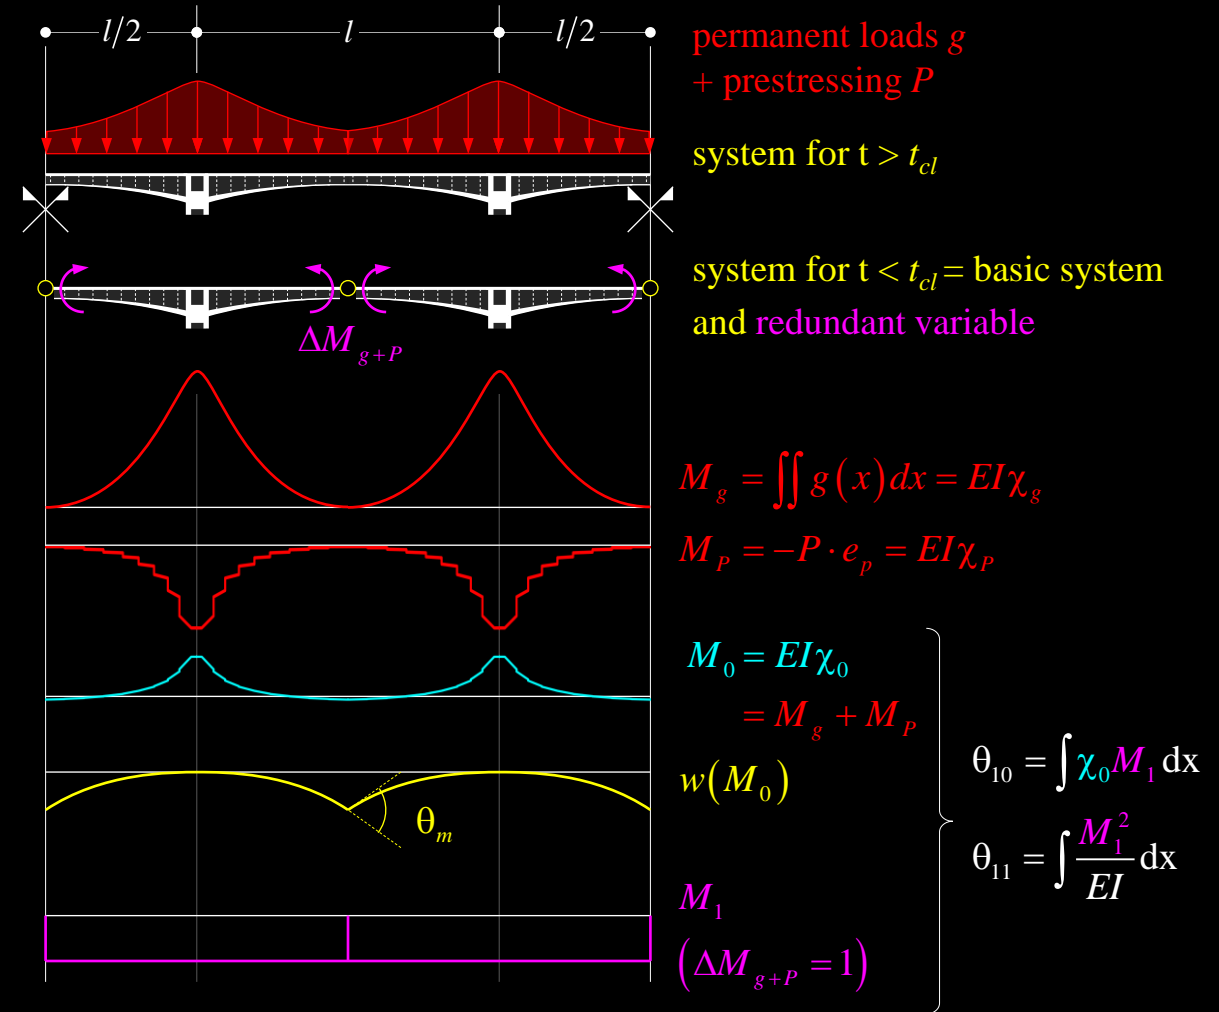 l/2
l
l/2
permanent loads g
+ prestressing P
system for t > t_cl
system for t < t_cl = basic system
and redundant variable
ΔM_g+P
M_g = ∬ g(x)dx = EIχ_g
M_P = −P · e_p = EIχ_P
M_0 = EIχ_0
= M_g + M_P
w(M_0)
θ_m
θ_10 = ∫ χ_0 M_1 dx
θ_11 = ∫ M_1² / EI dx
M_1
(ΔM_g+P = 1)